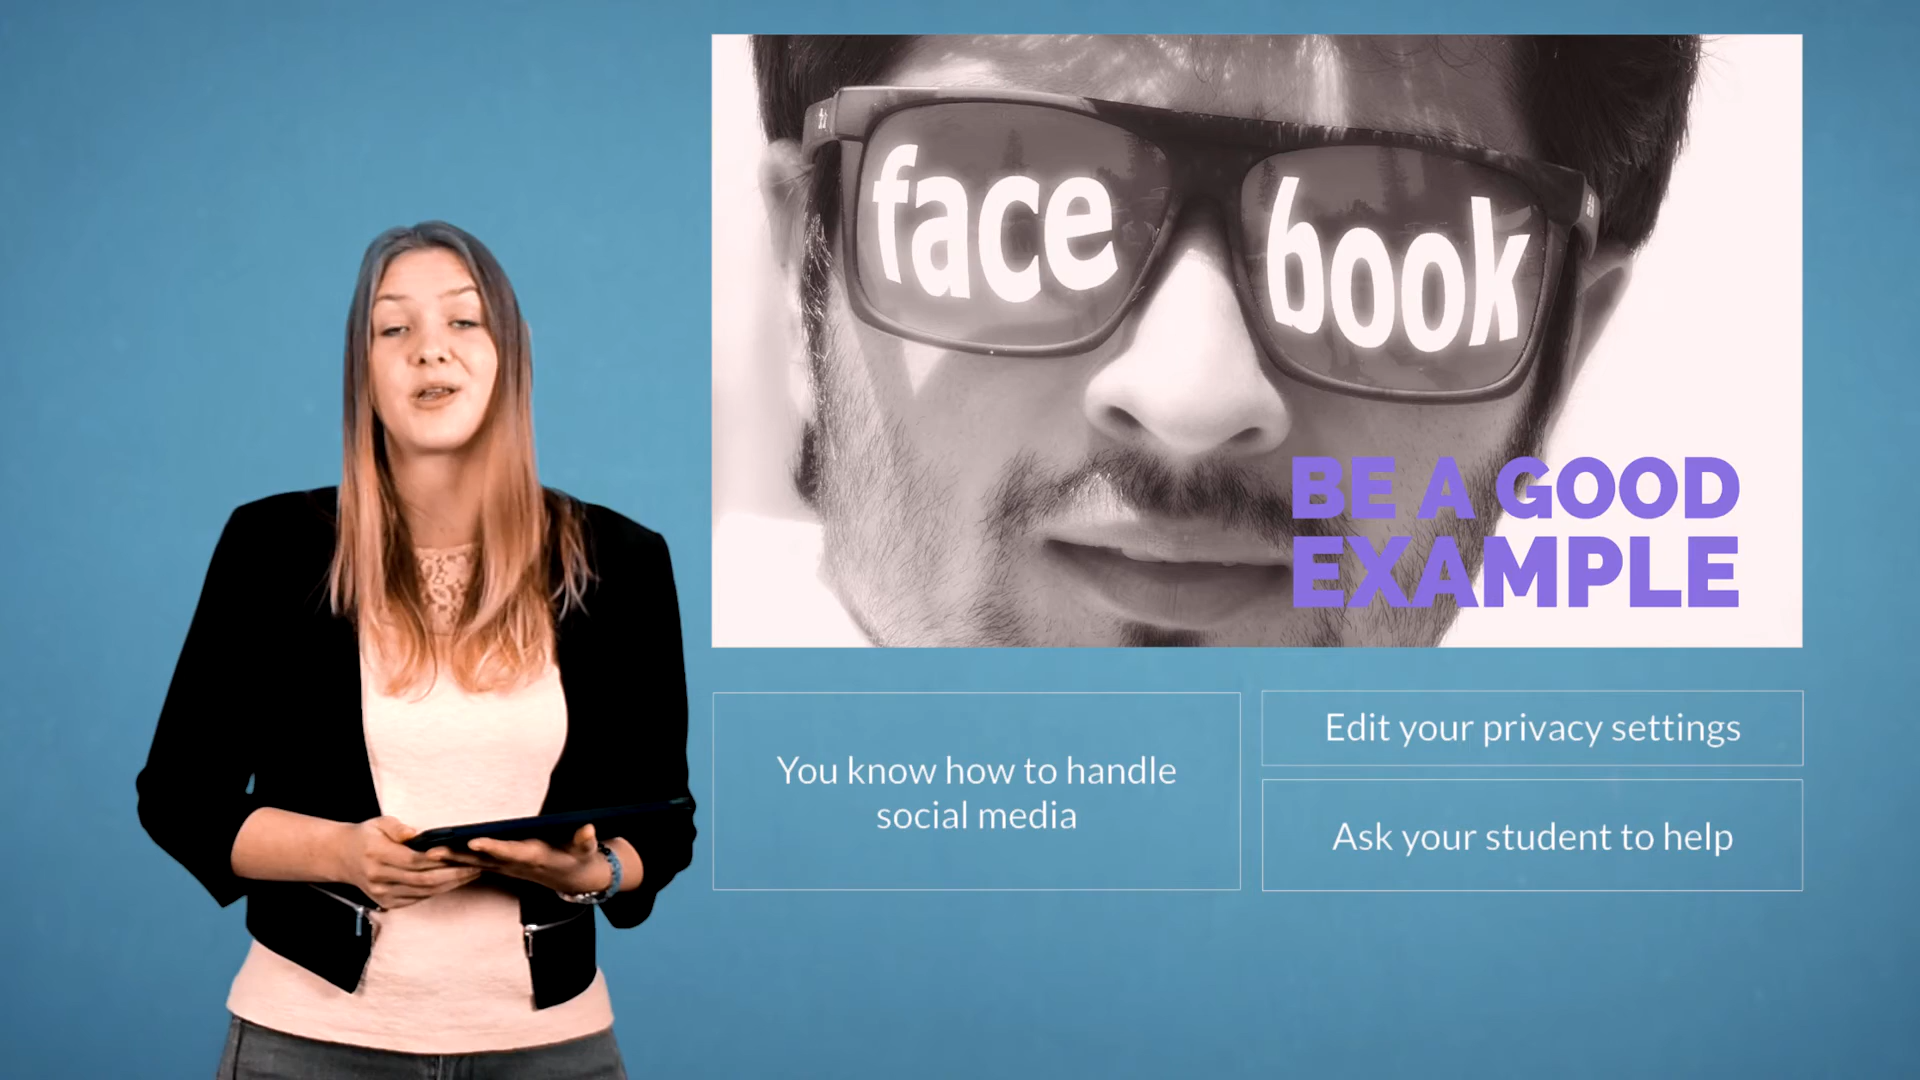 face book
BE A GOOD
EXAMPLE
You know how to handle
social media
Edit your privacy settings
Ask your student to help